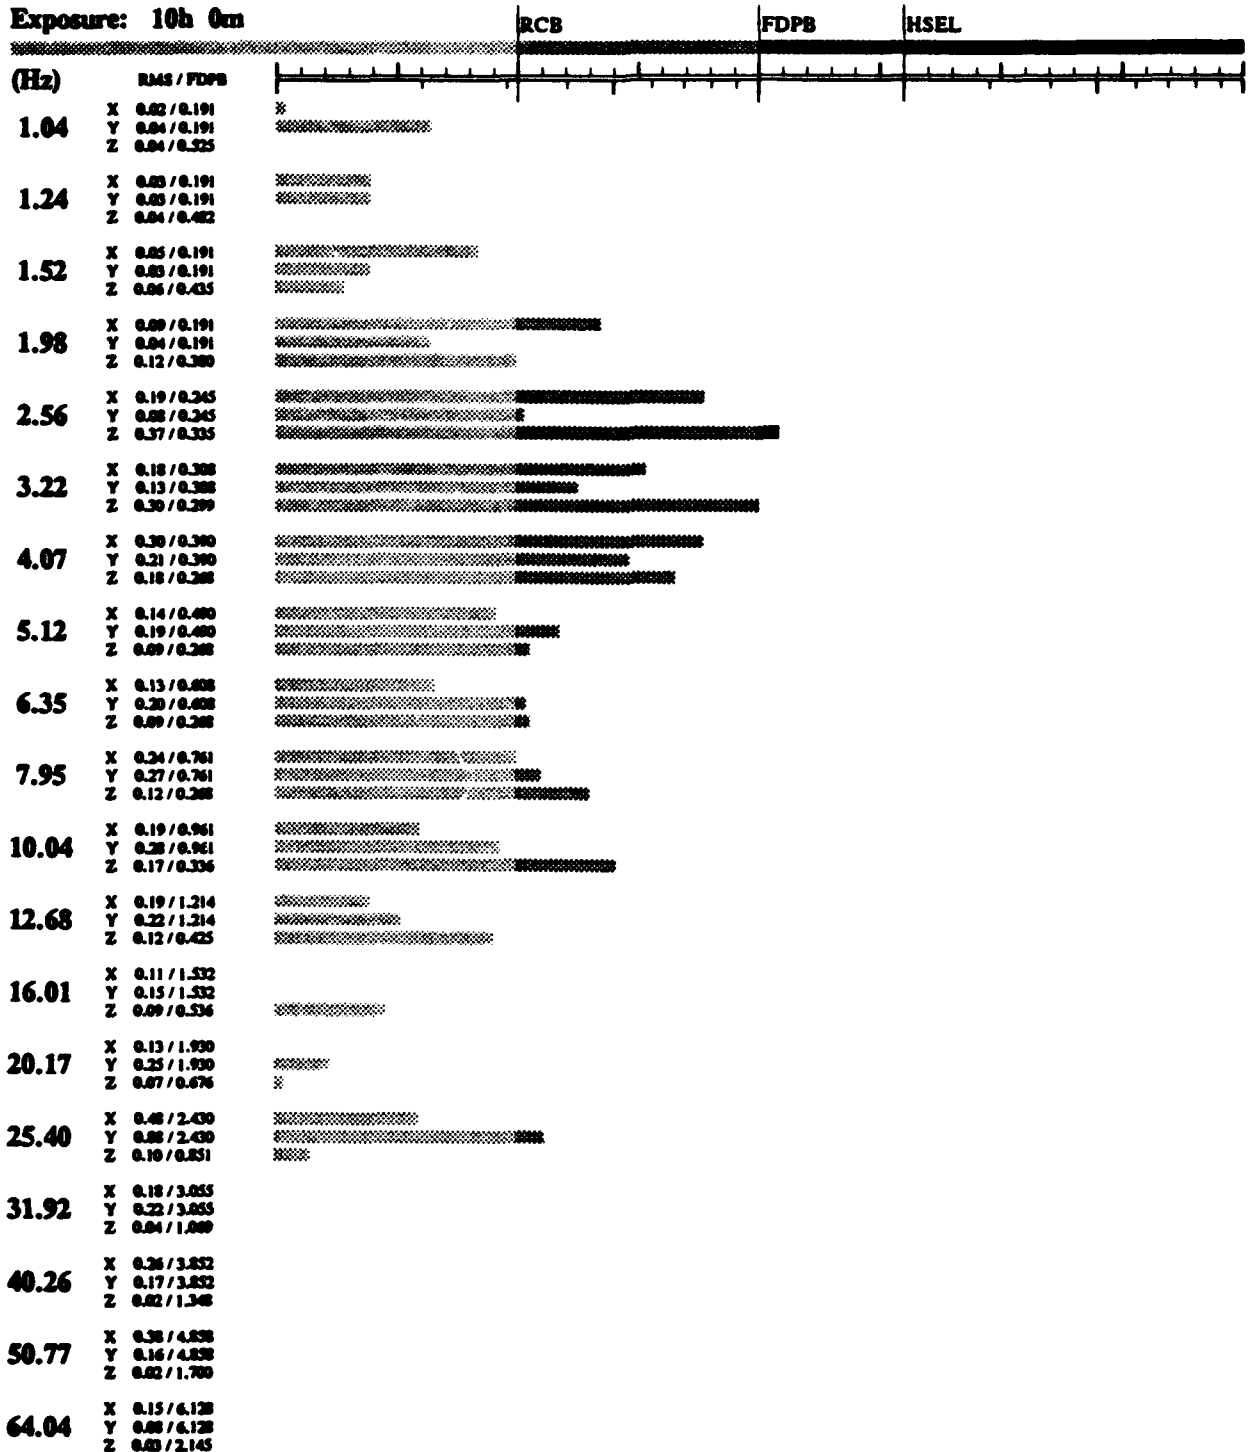 Exposure: 10h 0m
RCB FDPB HSEL
(Hz) RMS / FDPB
1.04
X 0.02 / 0.191
Y 0.04 / 0.191
Z 0.04 / 0.525
1.24
X 0.03 / 0.191
Y 0.03 / 0.191
Z 0.04 / 0.482
1.52
X 0.05 / 0.191
Y 0.03 / 0.191
Z 0.06 / 0.435
1.98
X 0.09 / 0.191
Y 0.04 / 0.191
Z 0.12 / 0.380
2.56
X 0.19 / 0.245
Y 0.08 / 0.245
Z 0.37 / 0.335
3.22
X 0.18 / 0.308
Y 0.13 / 0.308
Z 0.30 / 0.299
4.07
X 0.30 / 0.390
Y 0.21 / 0.390
Z 0.18 / 0.268
5.12
X 0.14 / 0.490
Y 0.19 / 0.490
Z 0.09 / 0.268
6.35
X 0.13 / 0.608
Y 0.20 / 0.608
Z 0.09 / 0.268
7.95
X 0.24 / 0.761
Y 0.27 / 0.761
Z 0.12 / 0.268
10.04
X 0.19 / 0.961
Y 0.28 / 0.961
Z 0.17 / 0.336
12.68
X 0.19 / 1.214
Y 0.22 / 1.214
Z 0.12 / 0.425
16.01
X 0.11 / 1.532
Y 0.15 / 1.532
Z 0.09 / 0.536
20.17
X 0.13 / 1.930
Y 0.25 / 1.930
Z 0.07 / 0.676
25.40
X 0.48 / 2.430
Y 0.88 / 2.430
Z 0.10 / 0.851
31.92
X 0.18 / 3.055
Y 0.22 / 3.055
Z 0.04 / 1.069
40.26
X 0.26 / 3.852
Y 0.17 / 3.852
Z 0.02 / 1.348
50.77
X 0.38 / 4.858
Y 0.16 / 4.858
Z 0.02 / 1.700
64.04
X 0.15 / 6.128
Y 0.08 / 6.128
Z 0.03 / 2.145